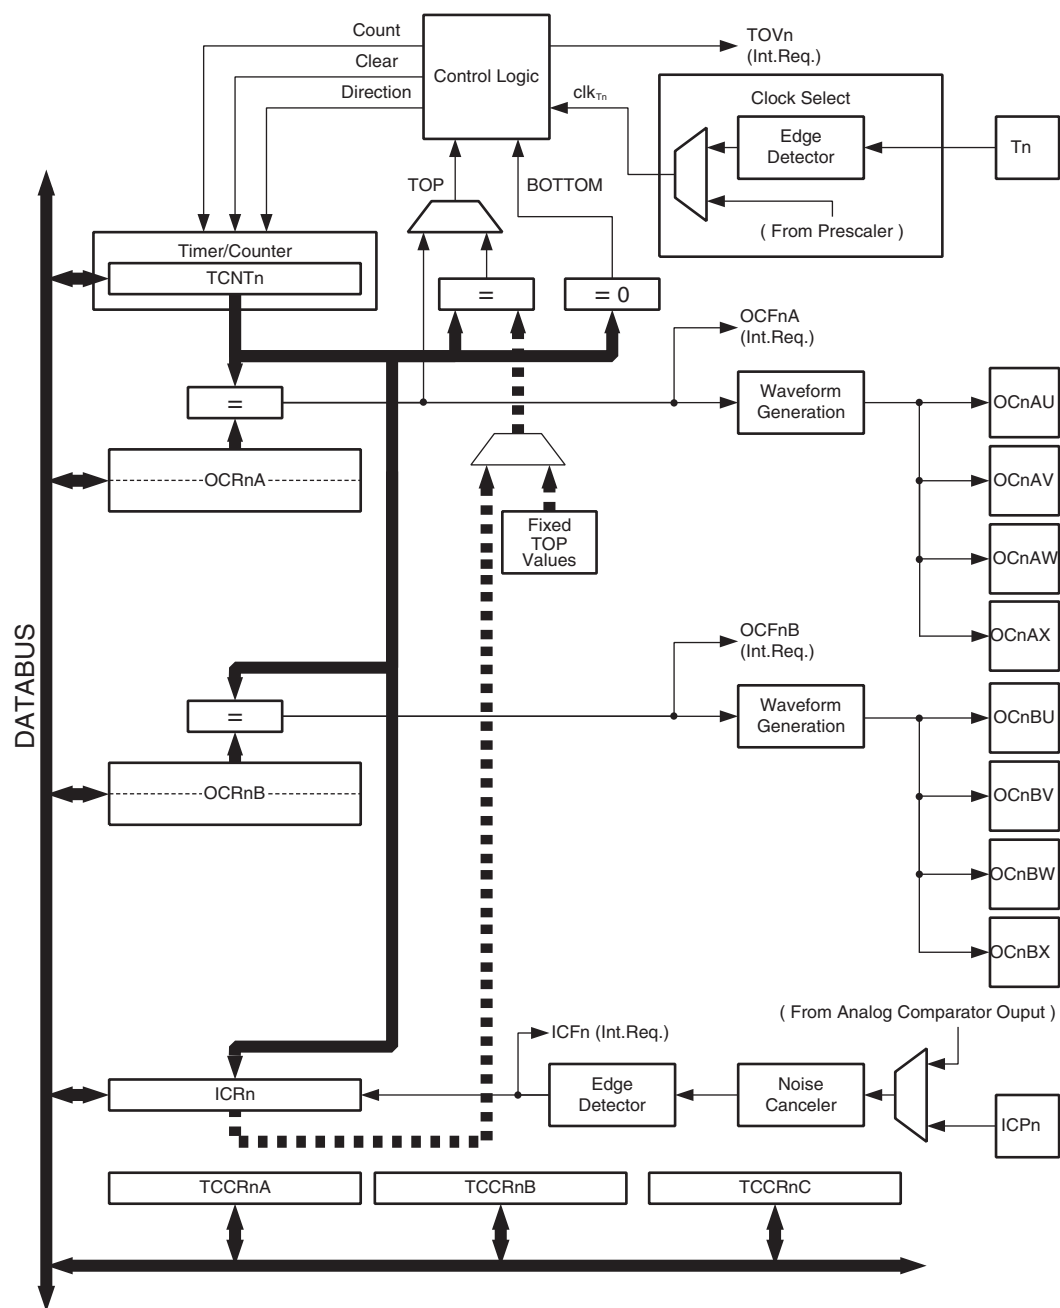 Count
Clear
Direction
Control Logic
TOVn
(Int.Req.)
clkTn
Clock Select
Edge
Detector
Tn
( From Prescaler )
TOP
BOTTOM
Timer/Counter
TCNTn
=
= 0
OCFnA
(Int.Req.)
=
Waveform
Generation
OCnAU
OCRnA
OCnAV
Fixed
TOP
Values
OCnAW
OCnAX
DATABUS
OCFnB
(Int.Req.)
=
Waveform
Generation
OCnBU
OCRnB
OCnBV
OCnBW
OCnBX
( From Analog Comparator Ouput )
ICFn (Int.Req.)
ICRn
Edge
Detector
Noise
Canceler
ICPn
TCCRnA
TCCRnB
TCCRnC